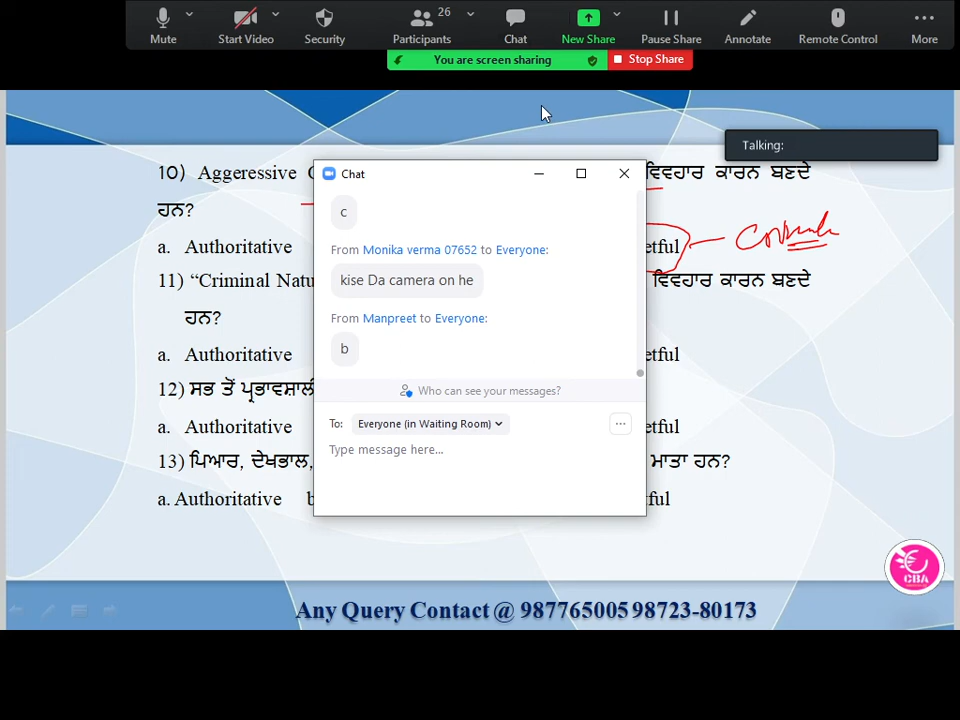 Mute
Start Video
Security
26
Participants
Chat
New Share
Pause Share
Annotate
Remote Control
More
You are screen sharing
Stop Share
Talking:
10) Aggeressive ਵਿਵਹਾਰ ਕਾਰਨ ਬਣਦੇ
ਹਨ?
a. Authoritative etful
11) “Criminal Natu ਵਿਵਹਾਰ ਕਾਰਨ ਬਣਦੇ
ਹਨ?
a. Authoritative etful
12) ਸਭ ਤੋਂ ਪ੍ਰਭਾਵਸ਼ਾਲੀ
a. Authoritative etful
13) ਪਿਆਰ, ਦੇਖਭਾਲ, ਮਾਤਾ ਹਨ?
a. Authoritative b ful
Chat
c
From Monika verma 07652 to Everyone:
kise Da camera on he
From Manpreet to Everyone:
b
Who can see your messages?
To: Everyone (in Waiting Room)
Type message here...
CBA
Any Query Contact @ 98776500598723-80173